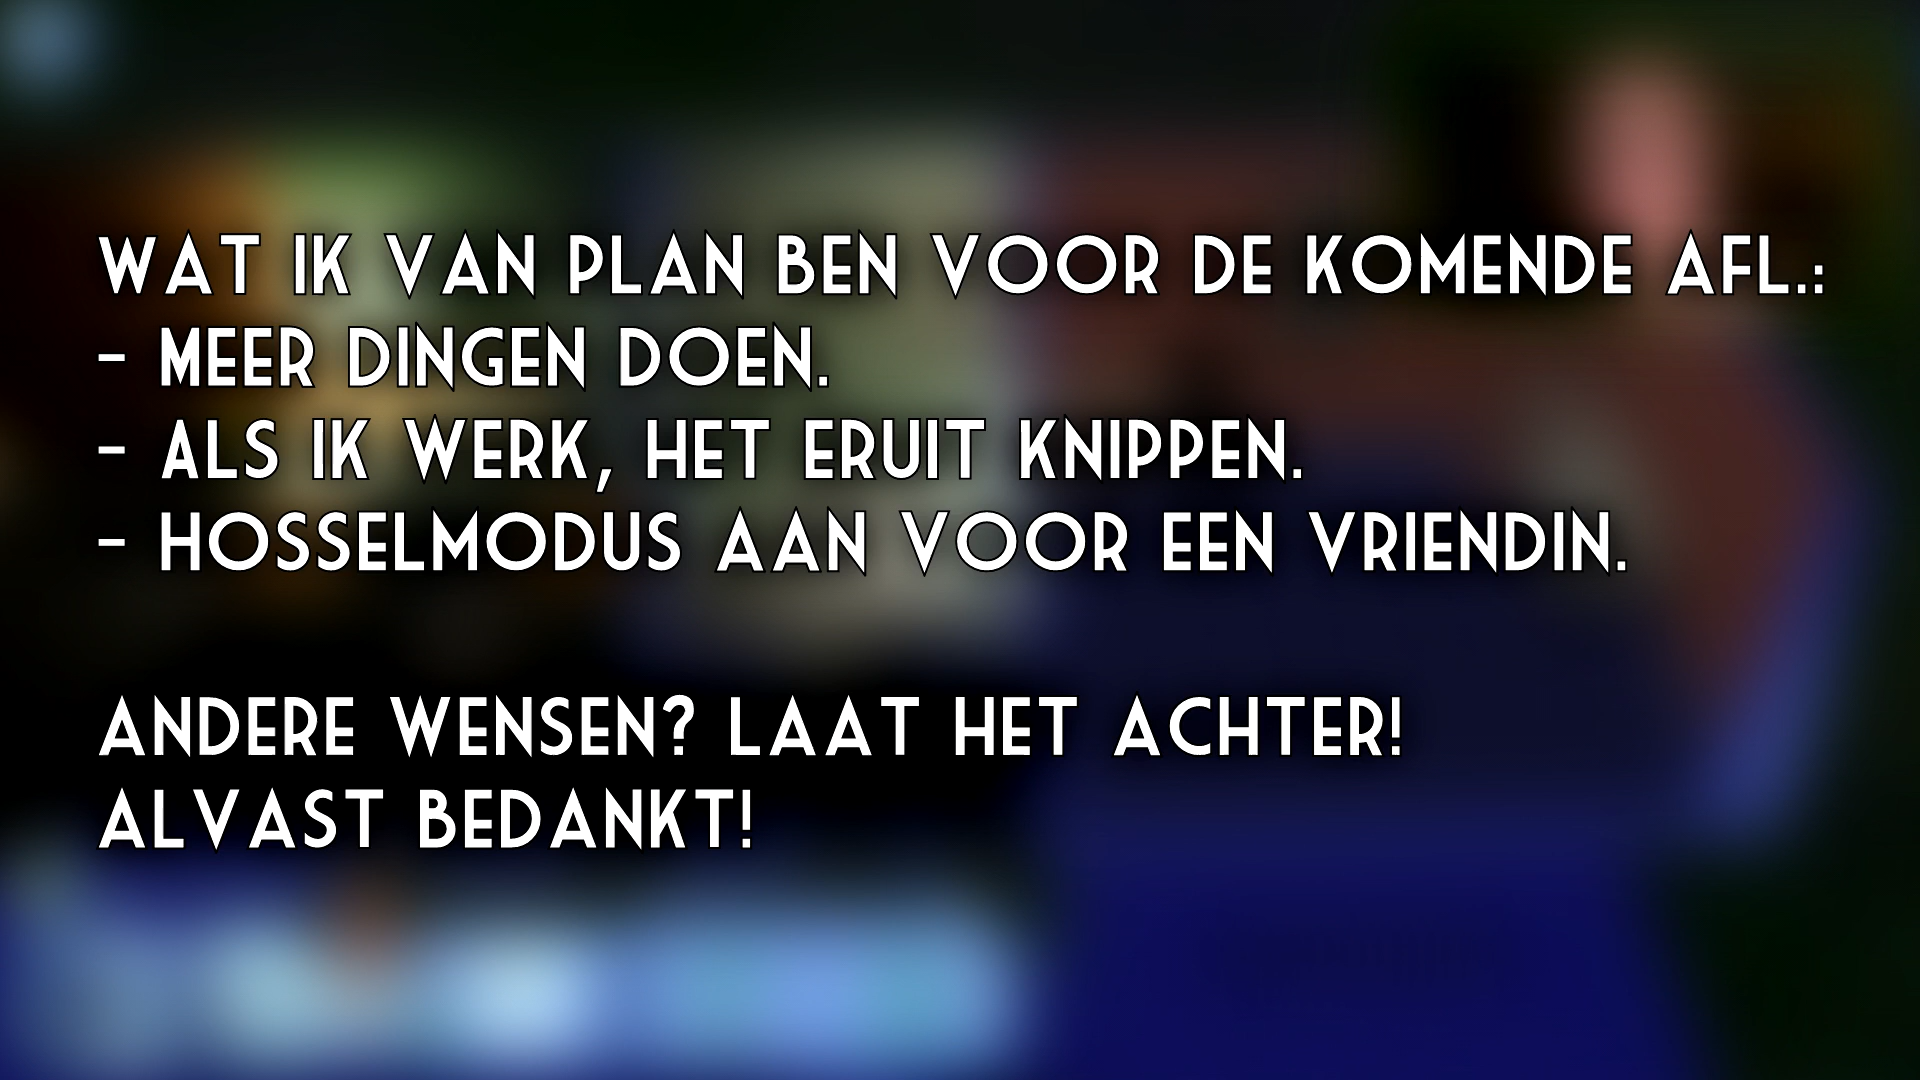 WAT IK VAN PLAN BEN VOOR DE KOMENDE AFL.:
- MEER DINGEN DOEN.
- ALS IK WERK, HET ERUIT KNIPPEN.
- HOSSELMODUS AAN VOOR EEN VRIENDIN.
ANDERE WENSEN? LAAT HET ACHTER!
ALVAST BEDANKT!